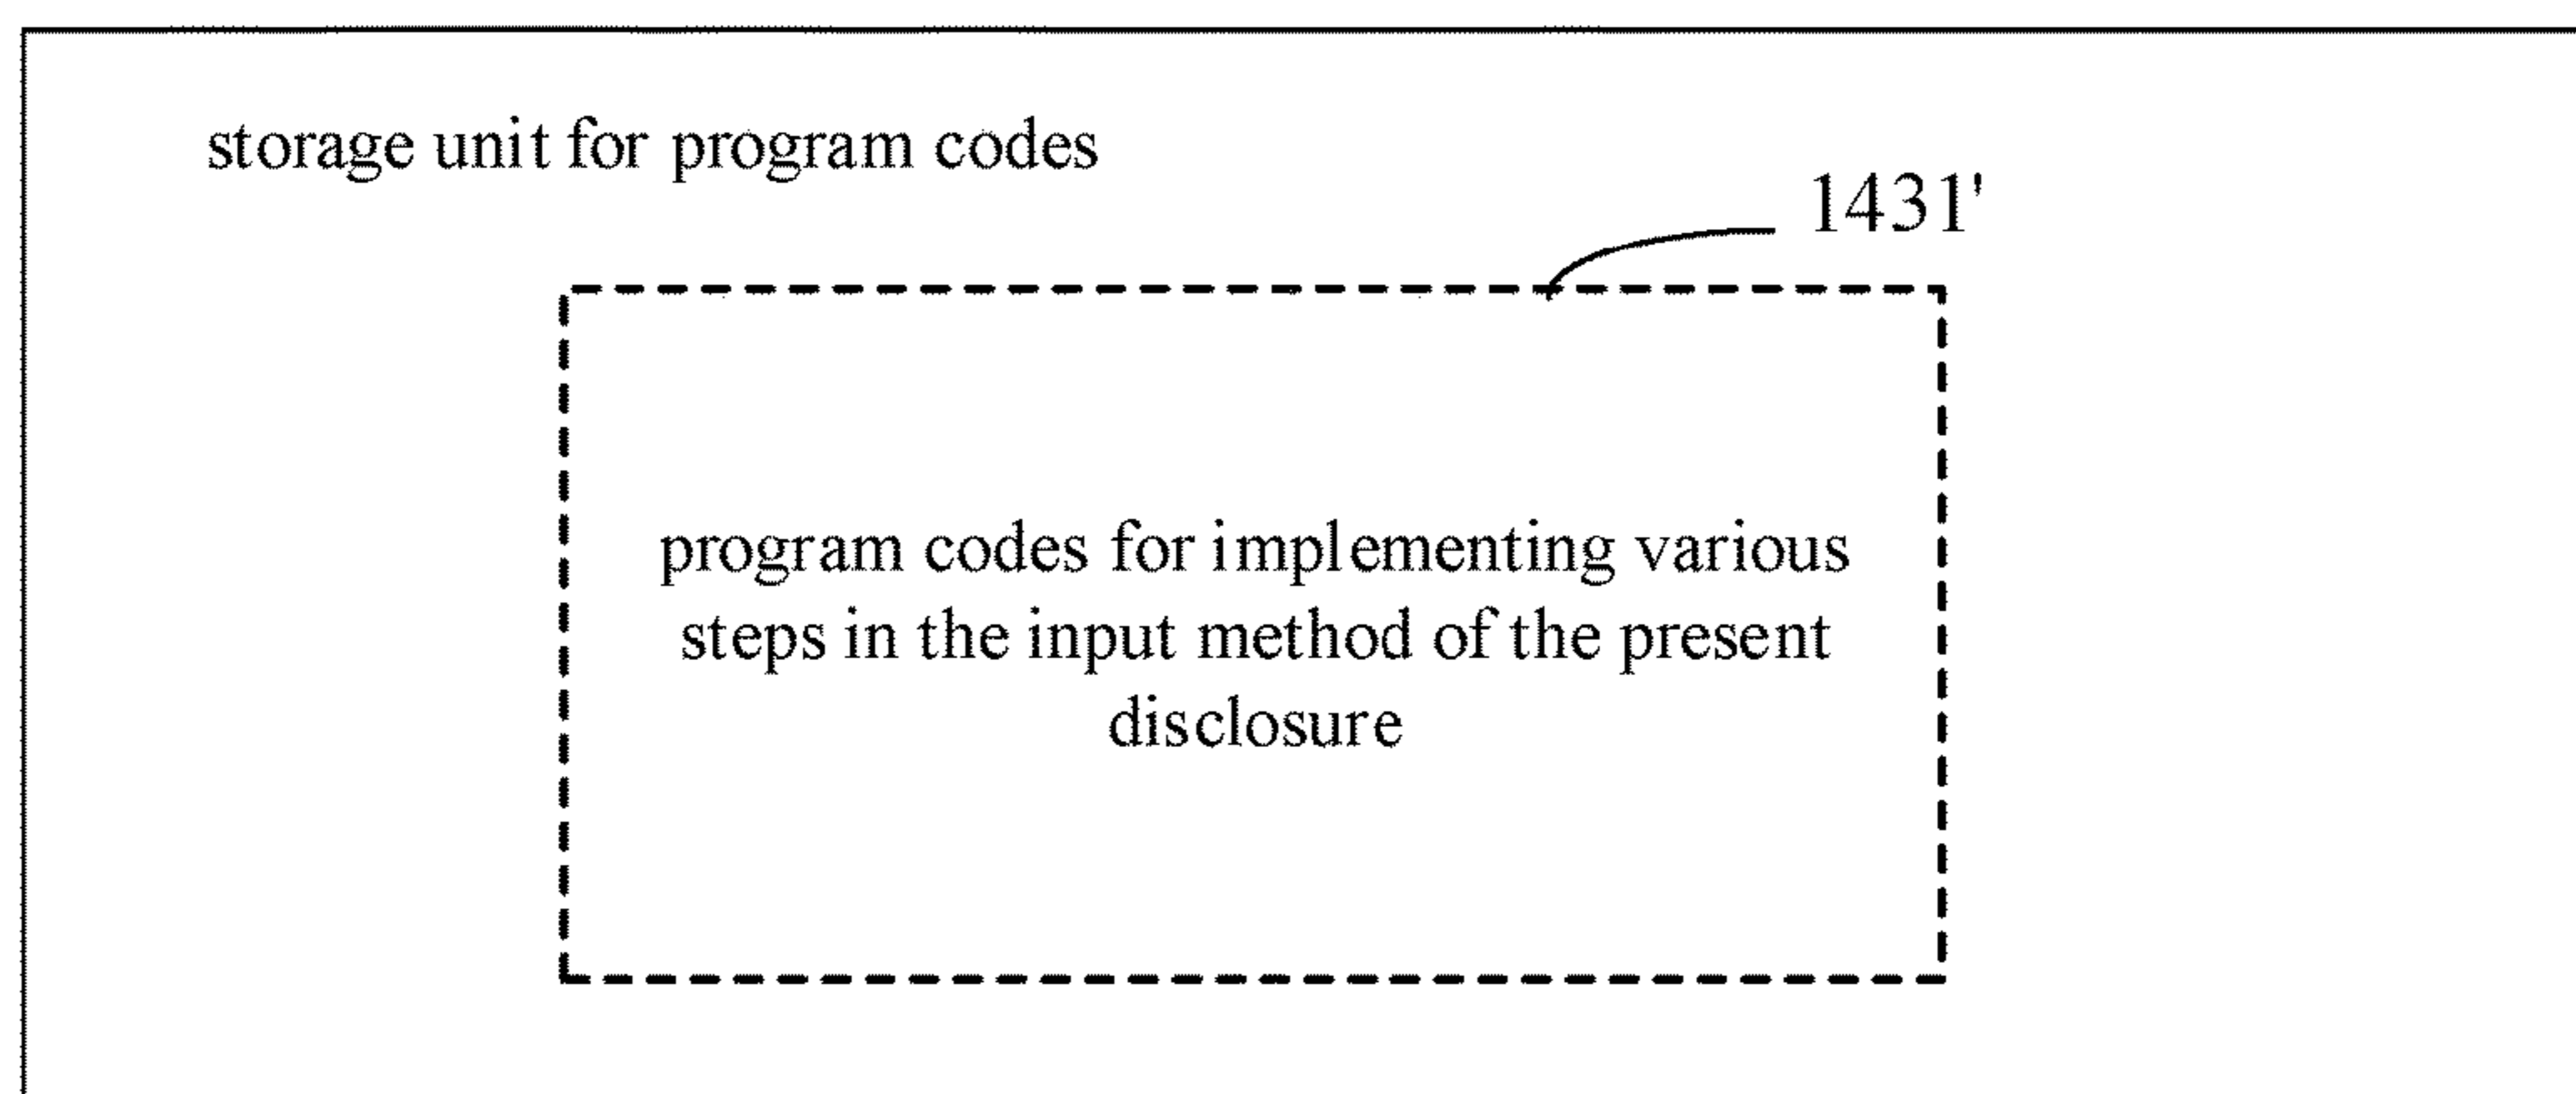 storage unit for program codes
1431'
program codes for implementing various
steps in the input method of the present
disclosure